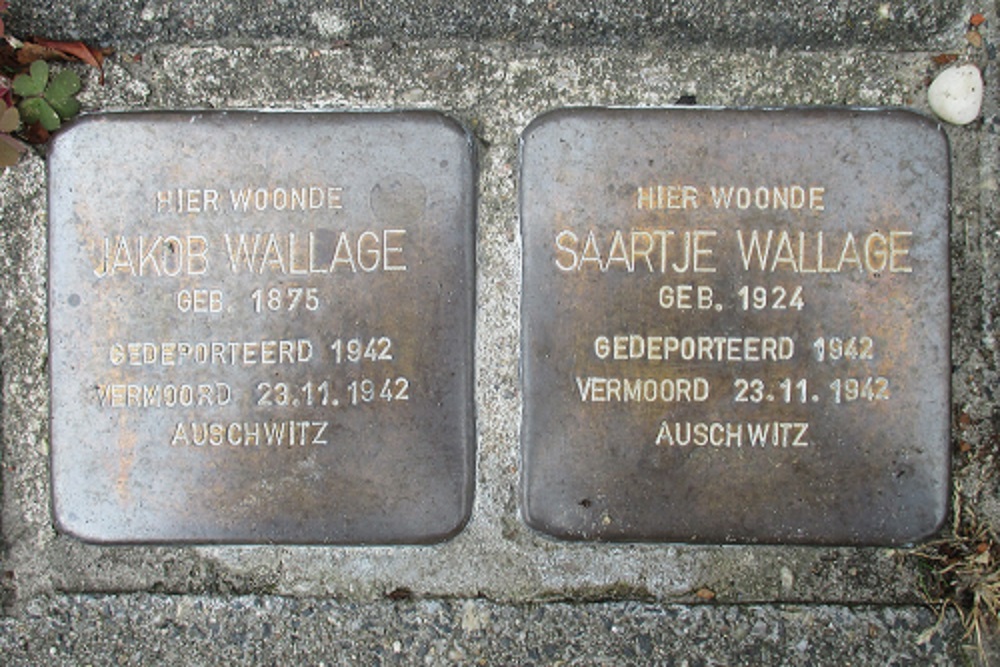 HIER WOONDE
JAKOB WALLAGE
GEB. 1875
GEDEPORTEERD 1942
VERMOORD 23.11.1942
AUSCHWITZ
HIER WOONDE
SAARTJE WALLAGE
GEB. 1924
GEDEPORTEERD 1942
VERMOORD 23.11.1942
AUSCHWITZ